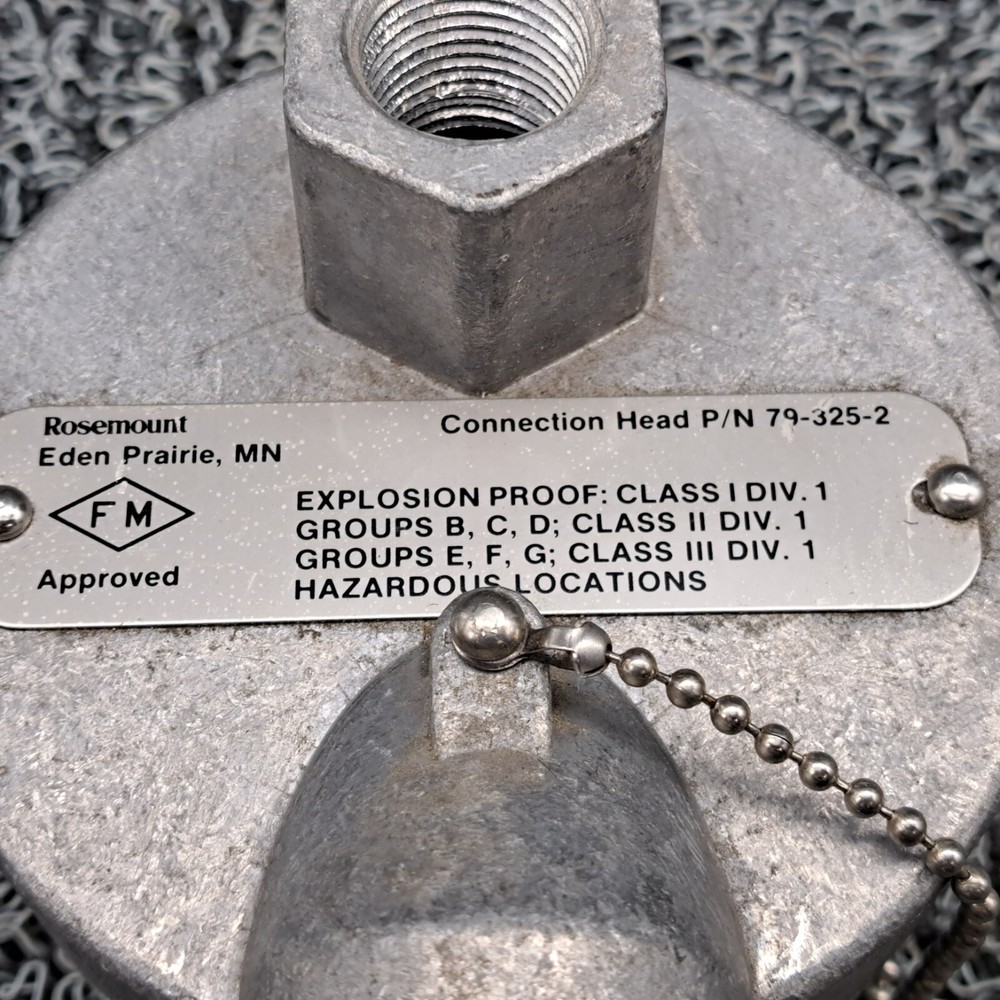 Rosemount
Connection Head P/N 79-325-2
Eden Prairie, MN
FM
Approved
EXPLOSION PROOF: CLASS I DIV. 1
GROUPS B, C, D; CLASS II DIV. 1
GROUPS E, F, G; CLASS III DIV. 1
HAZARDOUS LOCATIONS